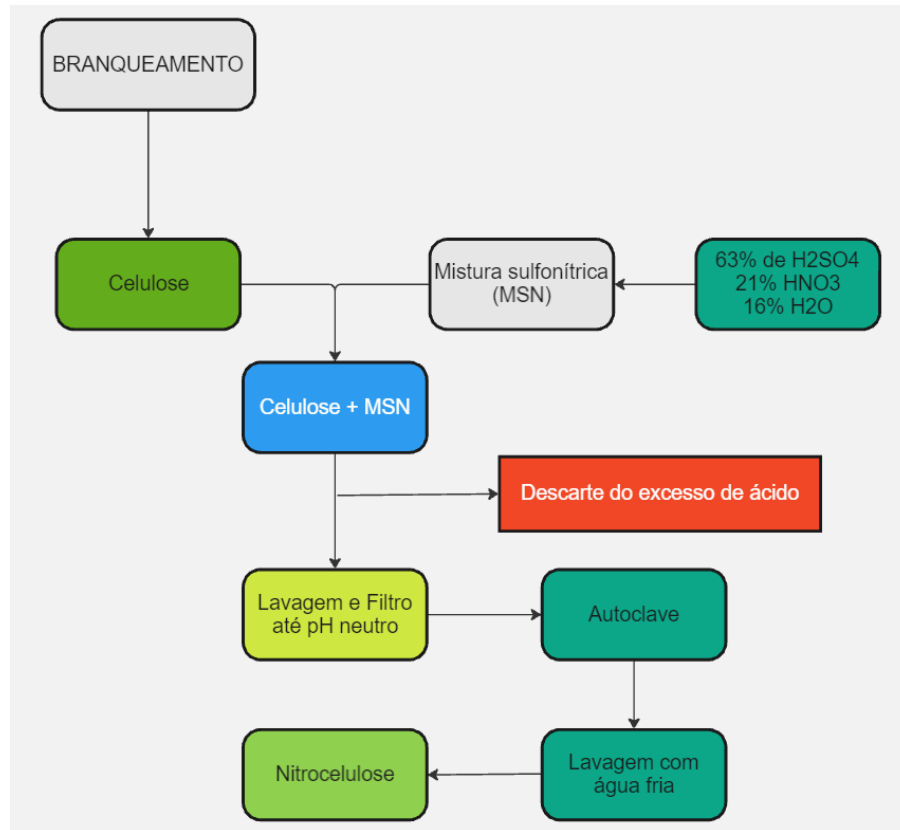 BRANQUEAMENTO
Celulose
Mistura sulfonítrica
(MSN)
63% de H2SO4
21% HNO3
16% H2O
Celulose + MSN
Descarte do excesso de ácido
Lavagem e Filtro
até pH neutro
Autoclave
Nitrocelulose
Lavagem com
água fria